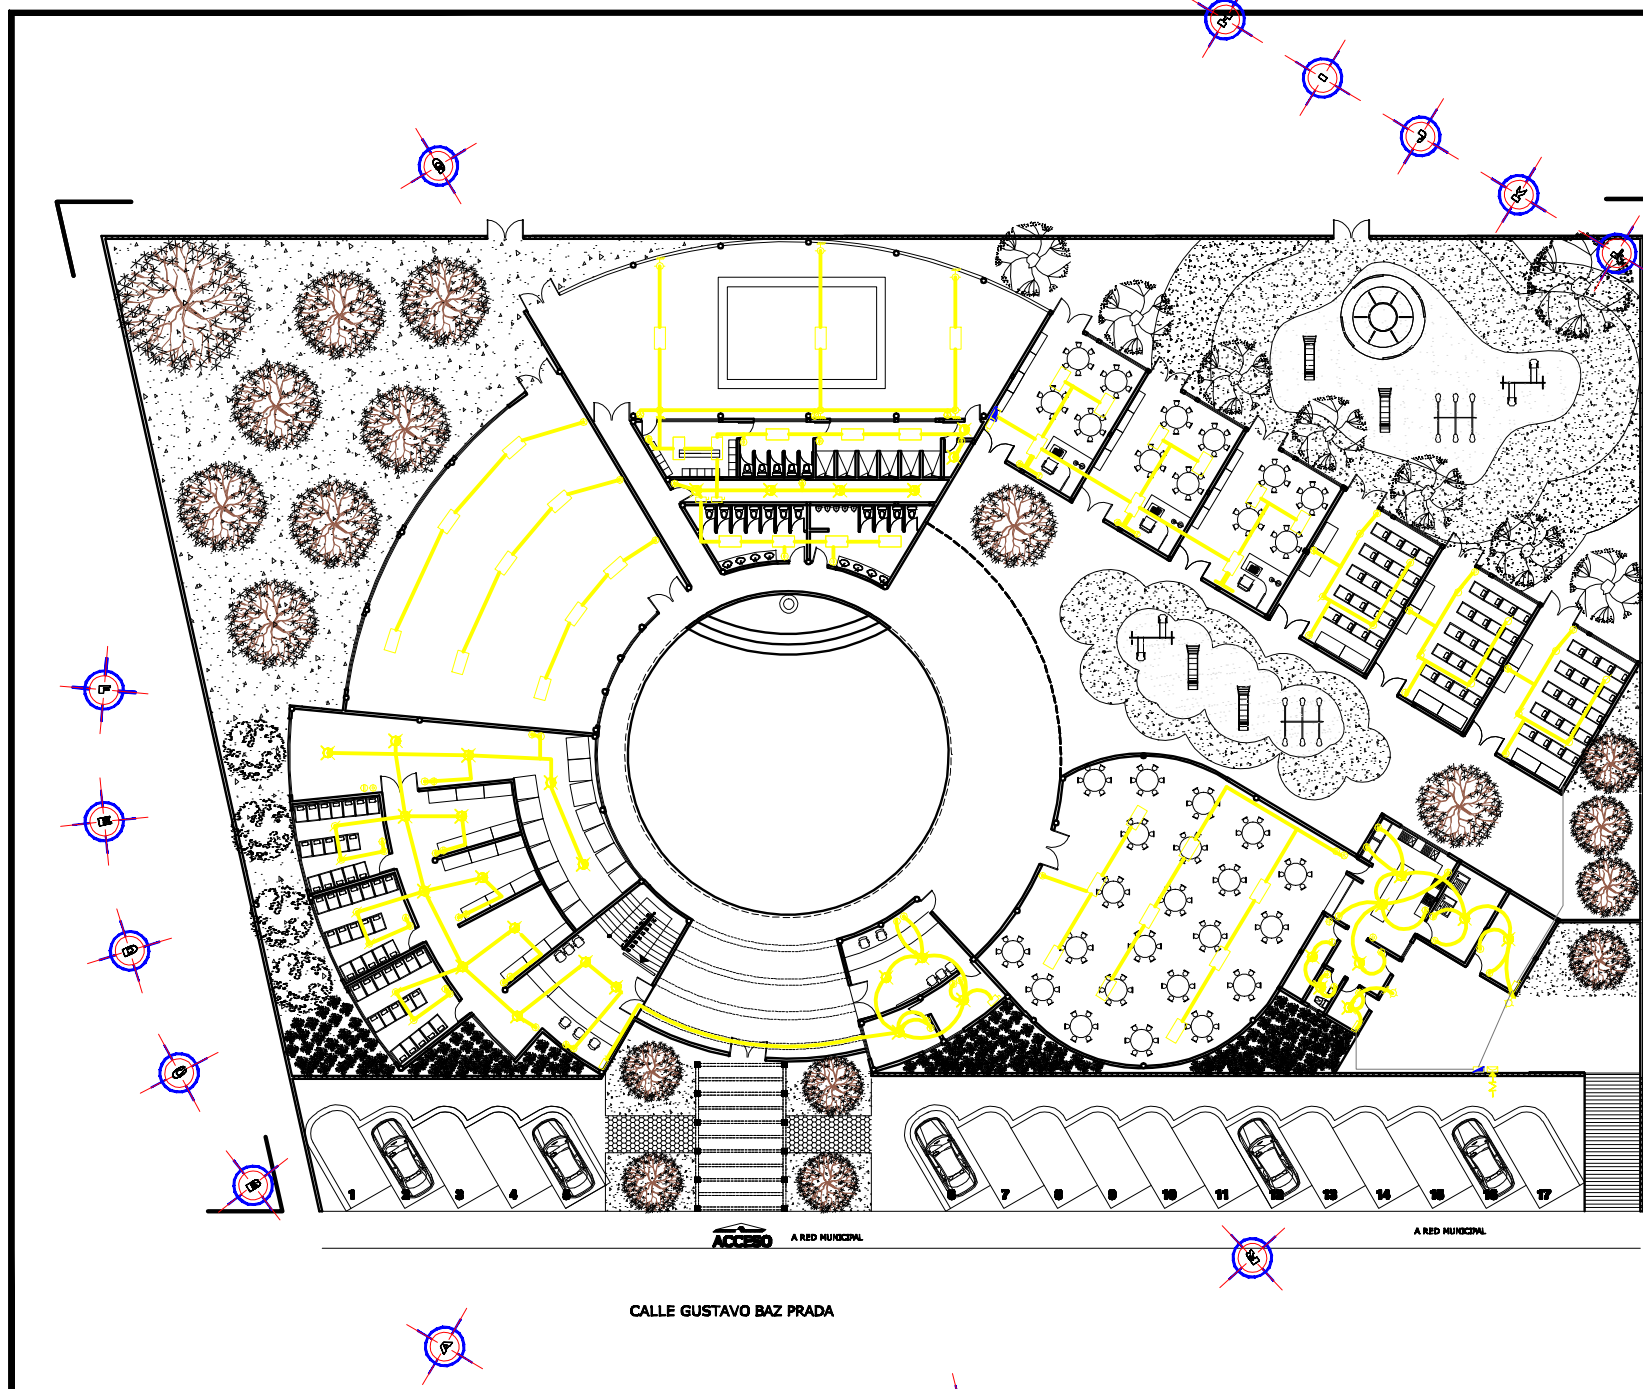 H
I
J
G
K
F
E
D
C
B
1 2 3 4 5 6 7 8 9 10 11 12 13 14 15 16 17
ACCESO
A RED MUNICIPAL
A RED MUNICIPAL
CALLE GUSTAVO BAZ PRADA
A